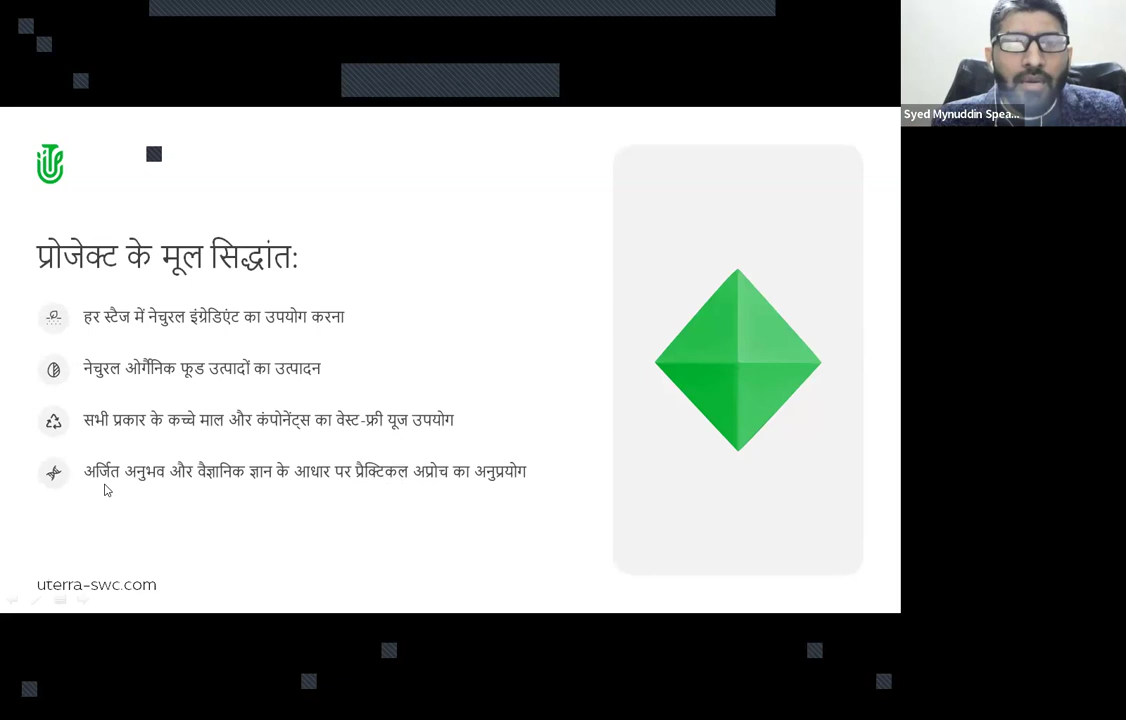 Syed Mynuddin Spea...
प्रोजेक्ट के मूल सिद्धांत:
हर स्टैज में नेचुरल इंग्रेडिएंट का उपयोग करना
नेचुरल ओर्गैनिक फूड उत्पादों का उत्पादन
सभी प्रकार के कच्चे माल और कंपोनेंट्स का वेस्ट-फ्री यूज उपयोग
अर्जित अनुभव और वैज्ञानिक ज्ञान के आधार पर प्रैक्टिकल अप्रोच का अनुप्रयोग
uterra-swc.com